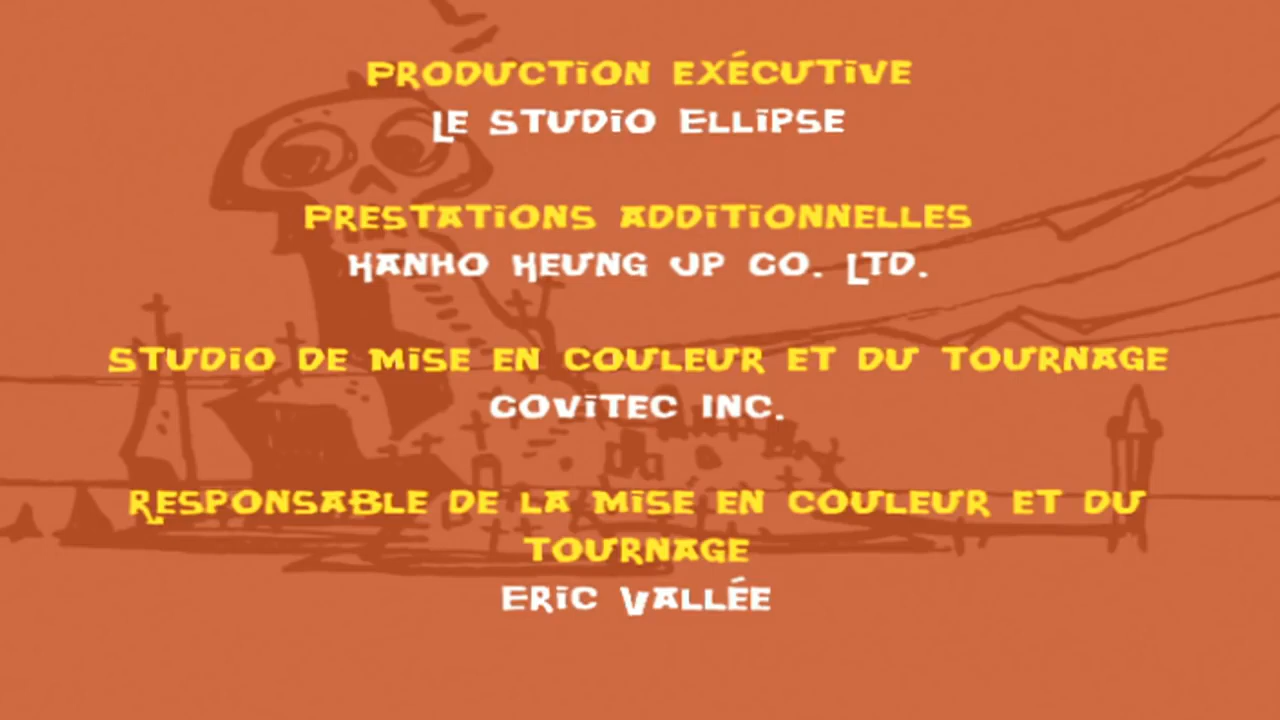 PRODUCTION EXÉCUTIVE
LE STUDIO ELLIPSE
PRESTATIONS ADDITIONNELLES
HANHO HEUNG UP CO. LTD.
STUDIO DE MISE EN COULEUR ET DU TOURNAGE
COVITEC INC.
RESPONSABLE DE LA MISE EN COULEUR ET DU
TOURNAGE
ERIC VALLÉE